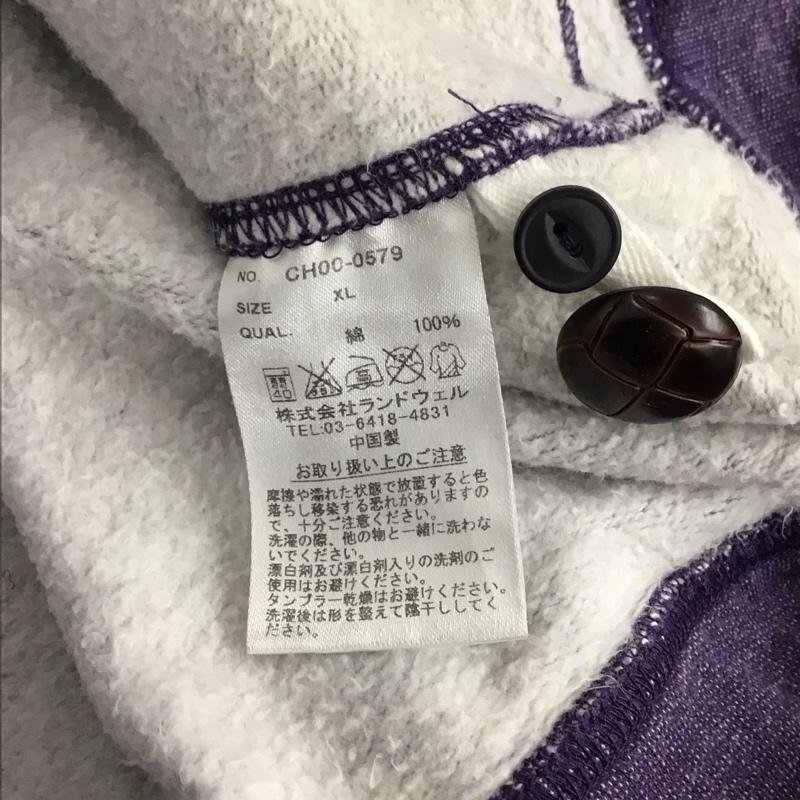 NO. CH00-0579
SIZE XL
QUAL. 綿 100%
40
株式会社ランドウェル
TEL:03-6418-4831
中国製
お取り扱い上のご注意
摩擦や濡れた状態で放置すると色
落ちし移染する恐れがありますの
で、十分ご注意ください。
洗濯の際、他の物と一緒に洗わな
いでください。
漂白剤及び漂白剤入りの洗剤のご
使用はお避けください。
タンブラー乾燥はお避けください。
洗濯後は形を整えて陰干ししてく
ださい。